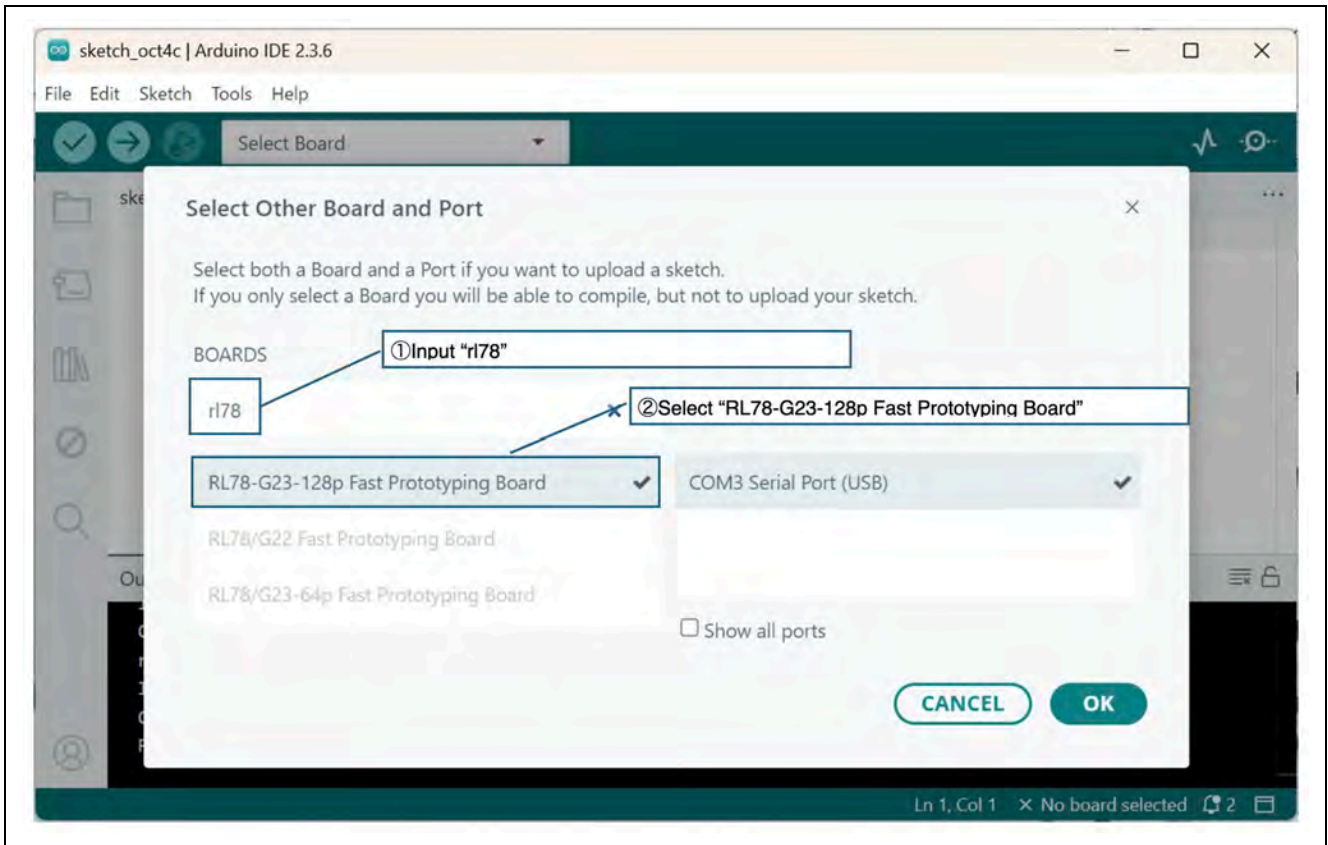 sketch_oct4c | Arduino IDE 2.3.6
File Edit Sketch Tools Help
Select Board
ske
Select Other Board and Port
Select both a Board and a Port if you want to upload a sketch.
If you only select a Board you will be able to compile, but not to upload your sketch.
BOARDS
①Input “rl78”
rl78
②Select “RL78-G23-128p Fast Prototyping Board”
RL78-G23-128p Fast Prototyping Board
COM3 Serial Port (USB)
RL78/G22 Fast Prototyping Board
RL78/G23-64p Fast Prototyping Board
Ou
Show all ports
CANCEL
OK
Ln 1, Col 1 × No board selected 2